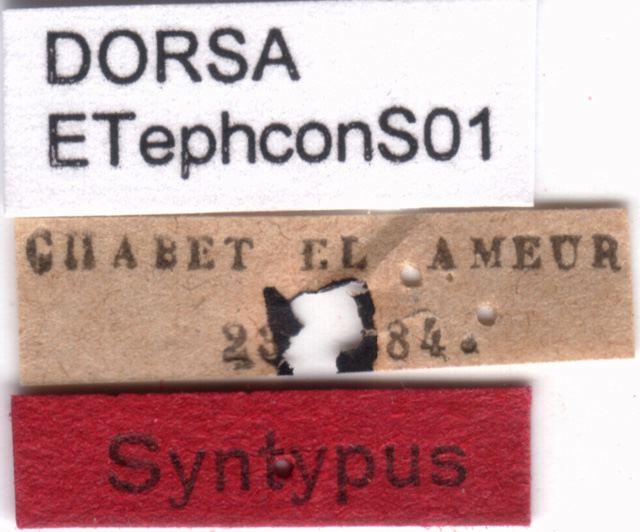 DORSA
ETephconS01
CHABET EL AMEUR
23 84.
Syntypus